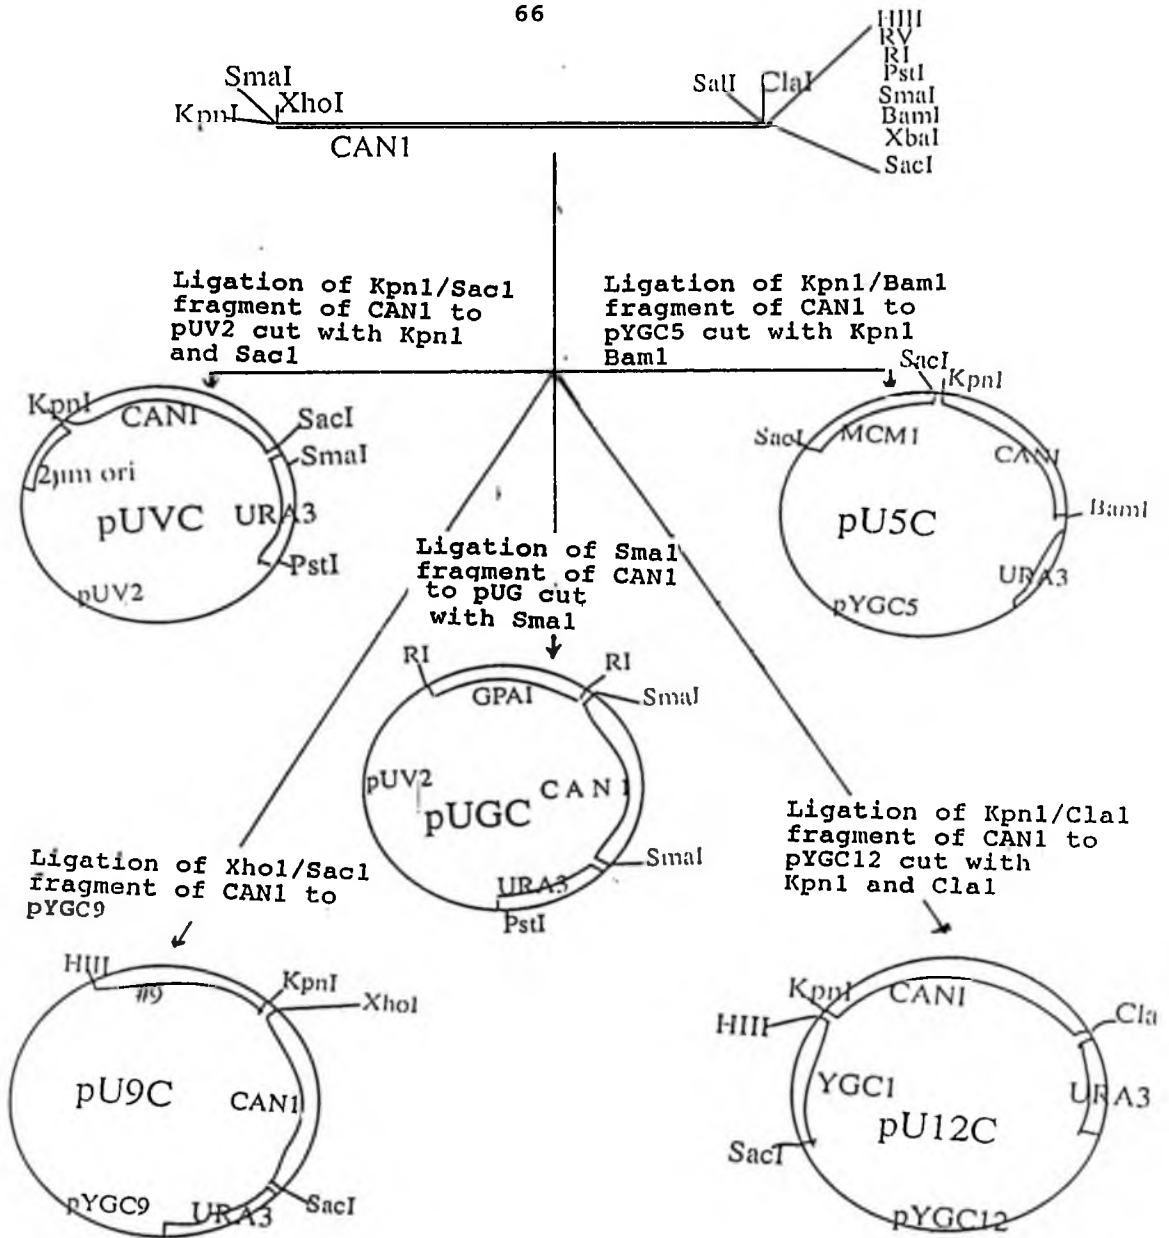 66
SmaI
KpnI
XhoI
CAN1
SalI
ClaI
HIII
RV
RI
PstI
SmaI
BamI
XbaI
SacI
Ligation of Kpn1/Sac1
fragment of CAN1 to
pUV2 cut with Kpn1
and Sac1
Ligation of Kpn1/Bam1
fragment of CAN1 to
pYGC5 cut with Kpn1
Bam1
KpnI
CANI
SacI
SmaI
2µm ori
pUVC
URA3
PstI
pUV2
SacI
KpnI
SacI
MCM1
CANI
BamI
pU5C
URA3
pYGC5
Ligation of Sma1
fragment of CAN1
to pUG cut
with Sma1
RI
RI
GPAI
SmaI
pUV2
pUGC
CAN1
SmaI
URA3
PstI
Ligation of Xho1/Sac1
fragment of CAN1 to
pYGC9
HIII
#9
KpnI
XhoI
pU9C
CAN1
pYGC9
URA3
SacI
Ligation of Kpn1/Cla1
fragment of CAN1 to
pYGC12 cut with
Kpn1 and Cla1
KpnI
CANI
Cla
HIII
YGC1
URA3
pU12C
SacI
pYGC12